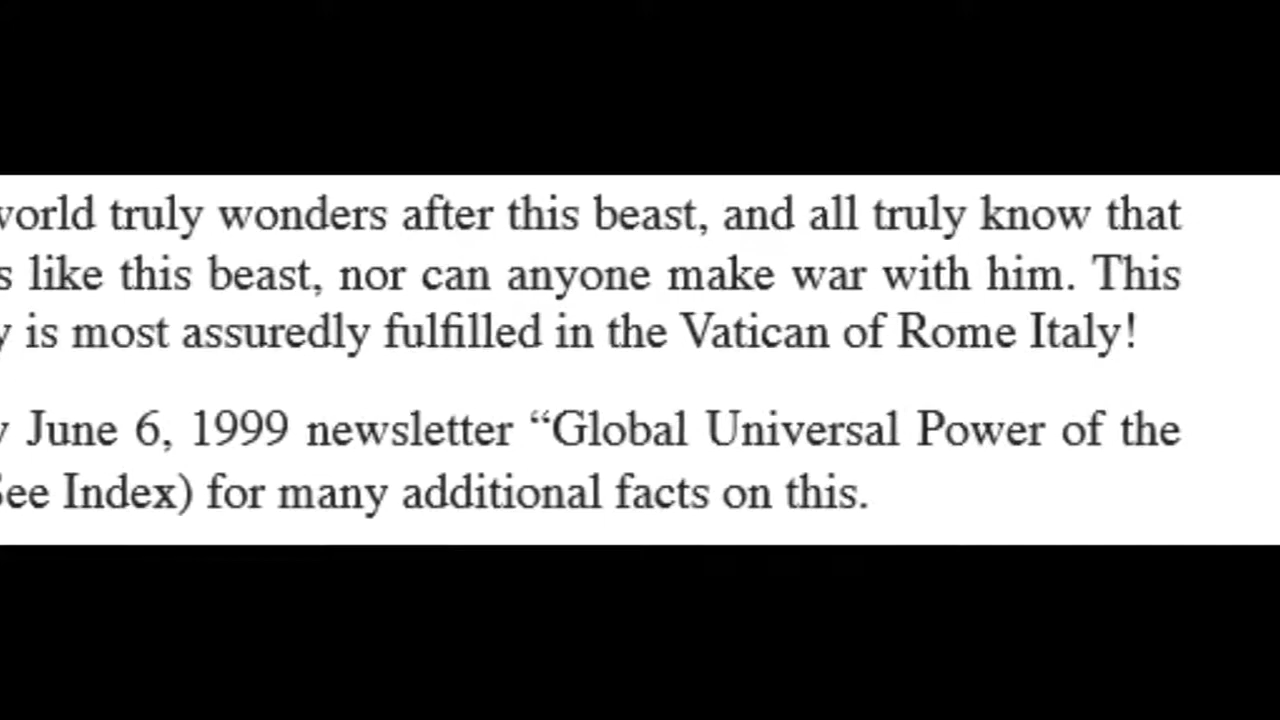 world truly wonders after this beast, and all truly know that
s like this beast, nor can anyone make war with him. This
y is most assuredly fulfilled in the Vatican of Rome Italy!
y June 6, 1999 newsletter “Global Universal Power of the
See Index) for many additional facts on this.